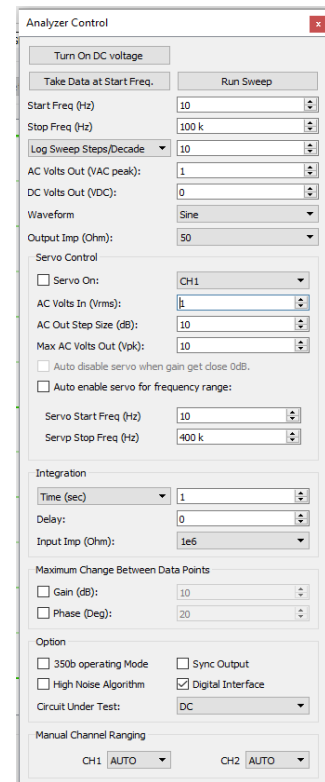 Analyzer Control
x
Turn On DC voltage
Take Data at Start Freq. Run Sweep
Start Freq (Hz) 10
Stop Freq (Hz) 100 k
Log Sweep Steps/Decade 10
AC Volts Out (VAC peak): 1
DC Volts Out (VDC): 0
Waveform Sine
Output Imp (Ohm): 50
Servo Control
Servo On: CH1
AC Volts In (Vrms): 1
AC Out Step Size (dB): 10
Max AC Volts Out (Vpk): 10
Auto disable servo when gain get close 0dB.
Auto enable servo for frequency range:
Servo Start Freq (Hz) 10
Servp Stop Freq (Hz) 400 k
Integration
Time (sec) 1
Delay: 0
Input Imp (Ohm): 1e6
Maximum Change Between Data Points
Gain (dB): 10
Phase (Deg): 20
Option
350b operating Mode Sync Output
High Noise Algorithm Digital Interface
Circuit Under Test: DC
Manual Channel Ranging
CH1 AUTO CH2 AUTO